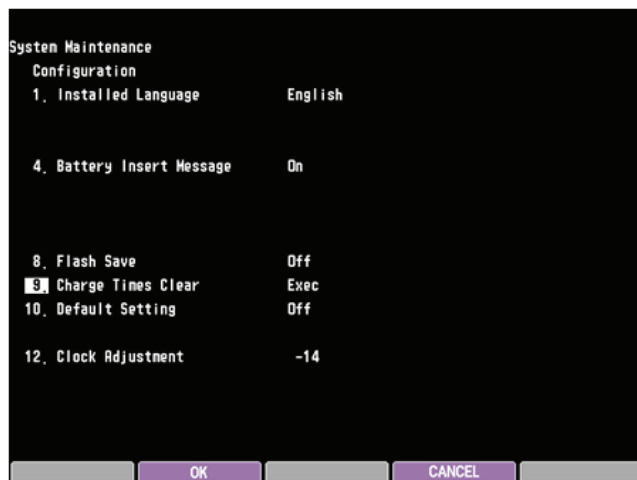 System Maintenance
Configuration
1. Installed Language English
4. Battery Insert Message On
8. Flash Save Off
9. Charge Times Clear Exec
10. Default Setting Off
12. Clock Adjustment -14
OK CANCEL